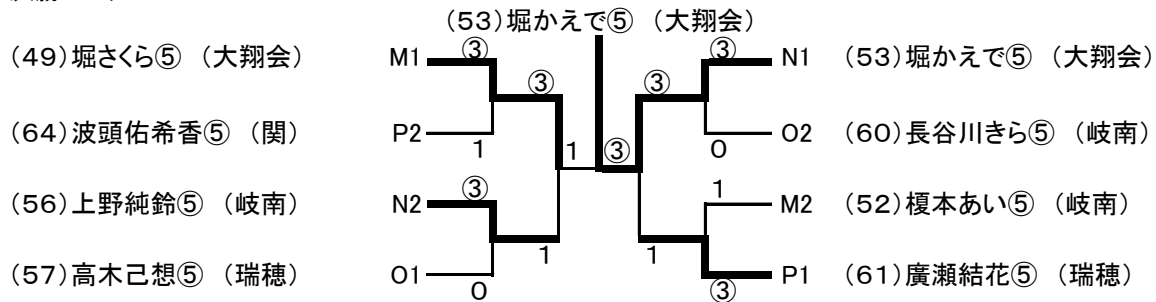 (53)堀かえで⑤ (大翔会)
(49)堀さくら⑤ (大翔会) M1 ③ ③ N1 (53)堀かえで⑤ (大翔会)
③ ③
(64)波頭佑希香⑤ (関) P2 1 1 ③ 0 O2 (60)長谷川きら⑤ (岐南)
(56)上野純鈴⑤ (岐南) N2 ③ 1 M2 (52)榎本あい⑤ (岐南)
1 1
(57)高木己想⑤ (瑞穂) O1 0 ③ P1 (61)廣瀬結花⑤ (瑞穂)